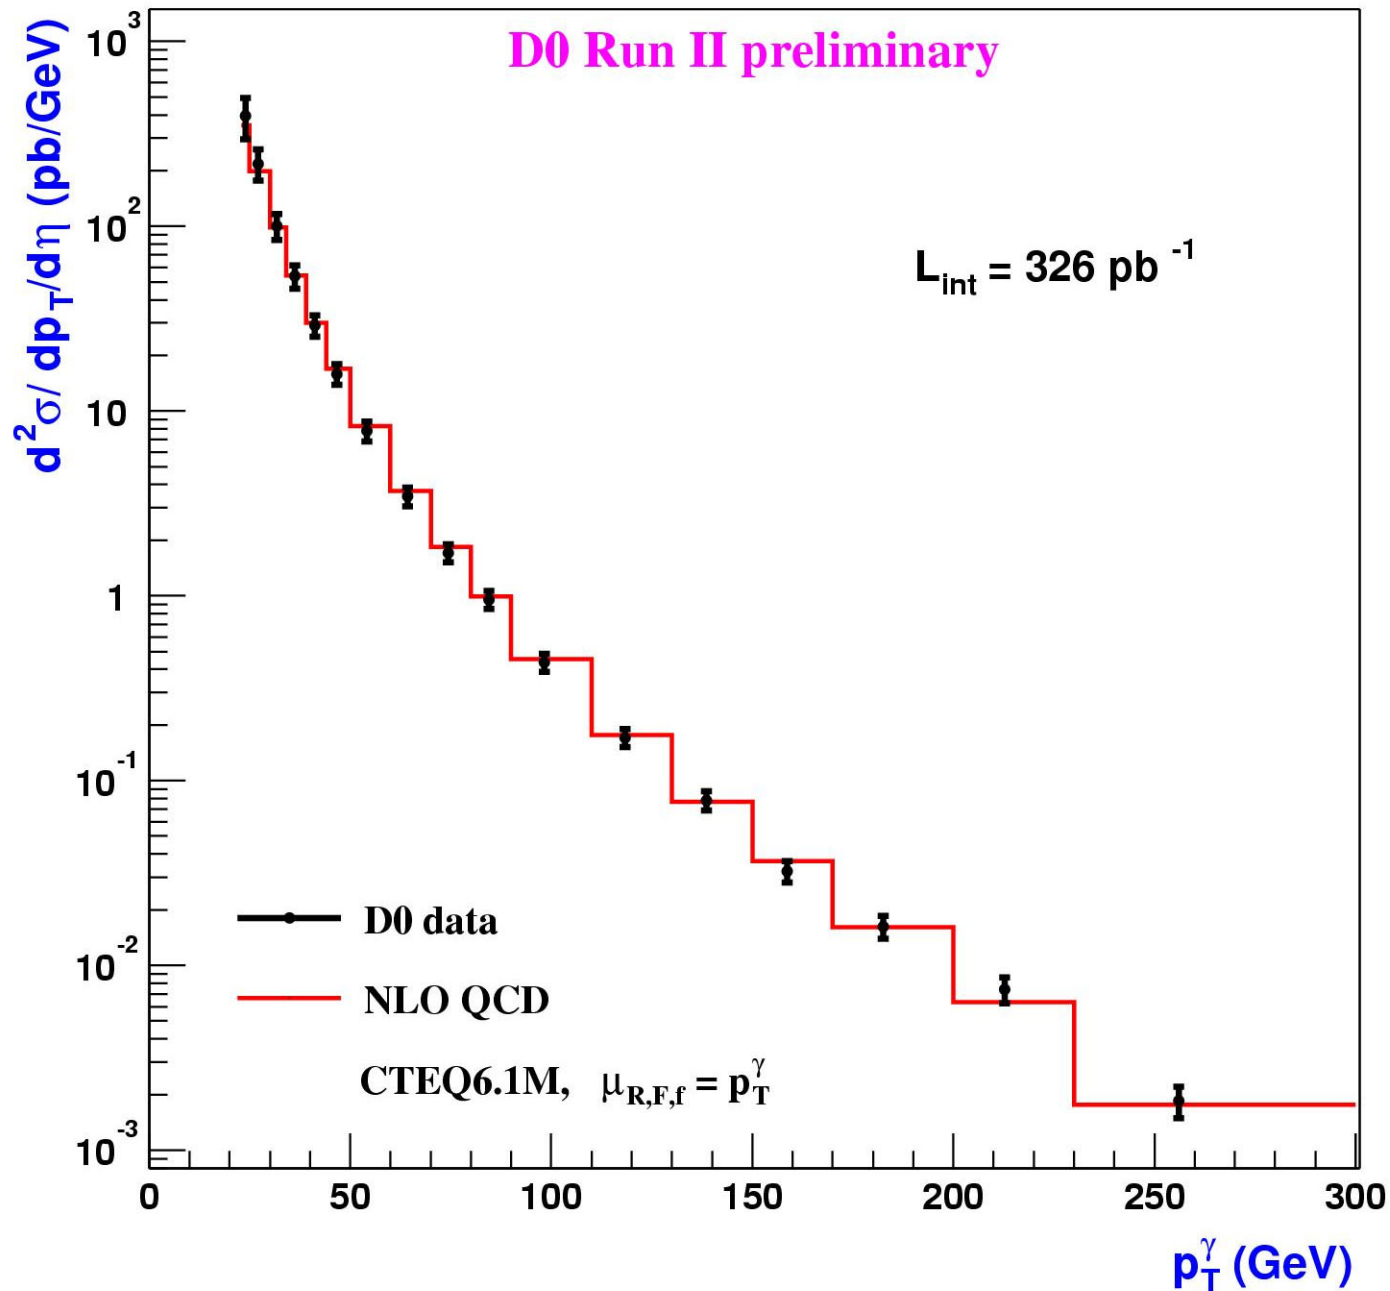 D0 Run II preliminary
d²σ/ dp_T/dη (pb/GeV)
10³
10²
10
1
10⁻¹
10⁻²
10⁻³
L_int = 326 pb ⁻¹
D0 data
NLO QCD
CTEQ6.1M, μ_R,F,f = p_T^γ
0 50 100 150 200 250 300
p_T^γ (GeV)